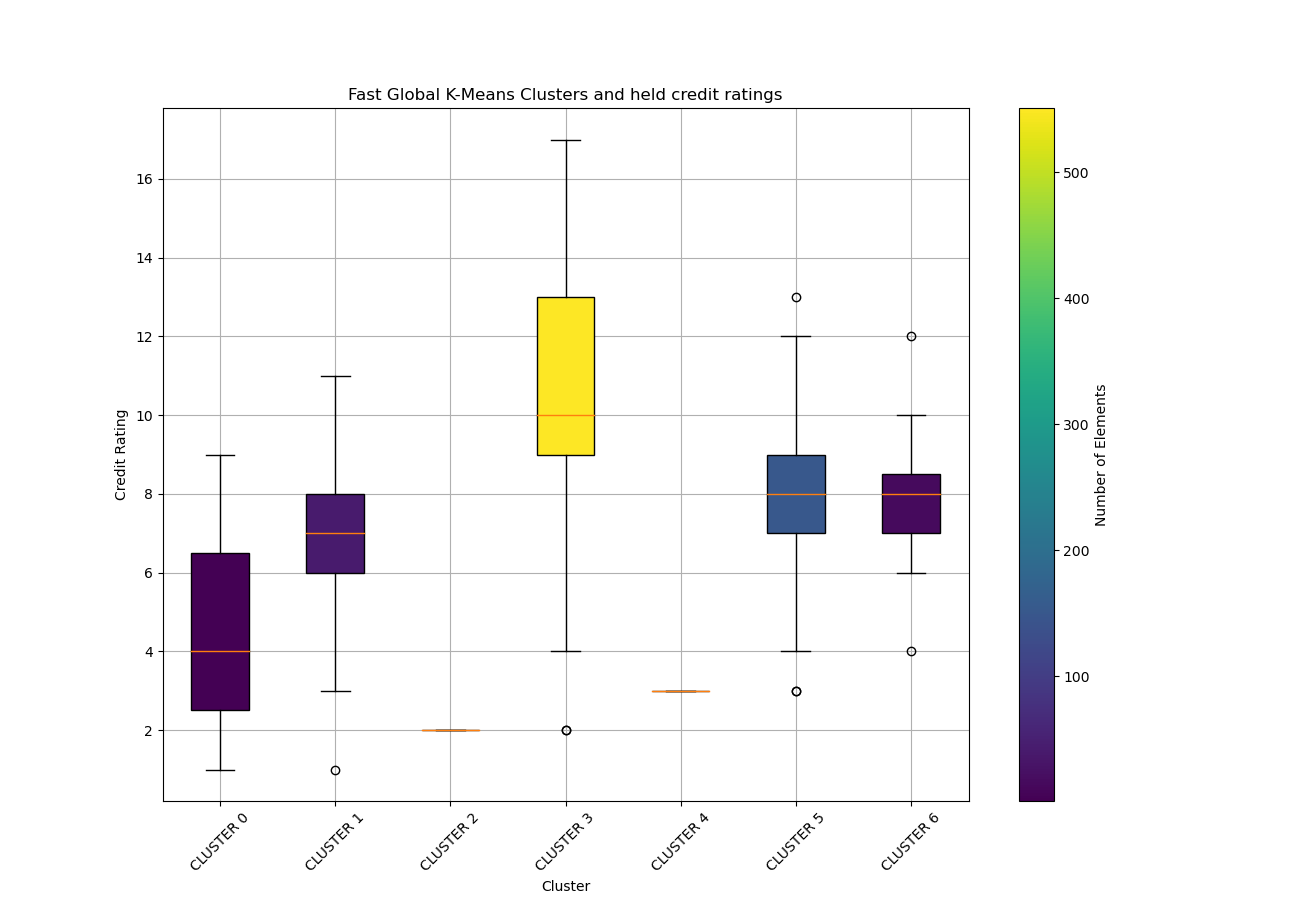 Fast Global K-Means Clusters and held credit ratings
16
14
12
10
8
6
4
2
Credit Rating
CLUSTER 0
CLUSTER 1
CLUSTER 2
CLUSTER 3
CLUSTER 4
CLUSTER 5
CLUSTER 6
Cluster
500
400
300
200
100
Number of Elements